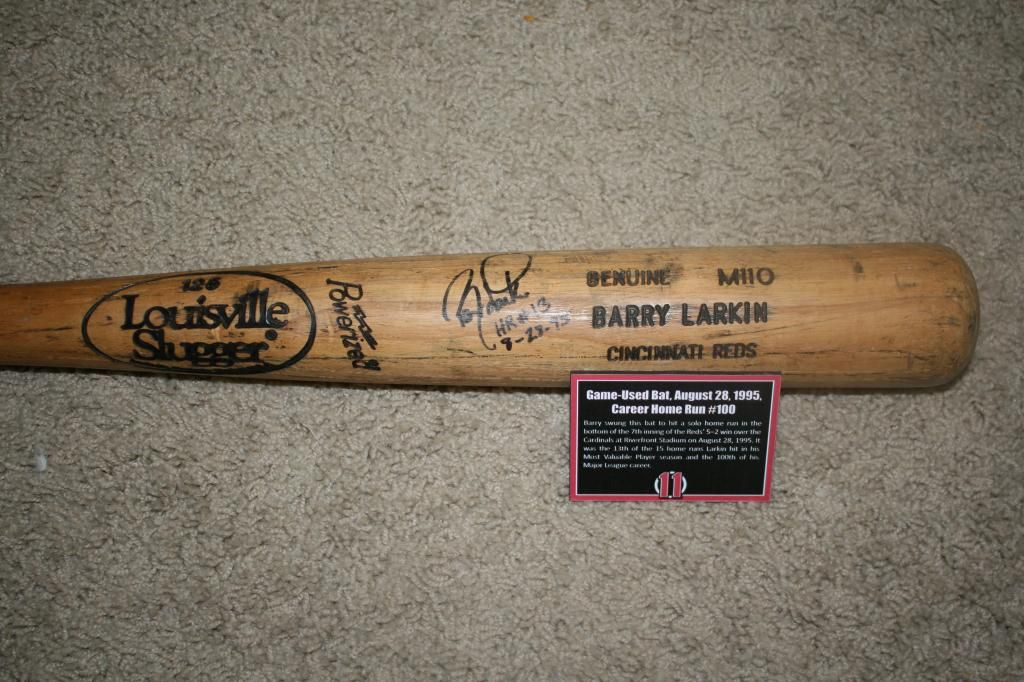 125
Louisville
Slugger®
Powerized
HR #13
8-28-95
GENUINE M110
BARRY LARKIN
CINCINNATI REDS
Game-Used Bat, August 28, 1995,
Career Home Run #100
Barry swung this bat to hit a solo home run in the
bottom of the 7th inning of the Reds' 5-2 win over the
Cardinals at Riverfront Stadium on August 28, 1995. It
was the 13th of the 15 home runs Larkin hit in his
Most Valuable Player season and the 100th of his
Major League career.
11